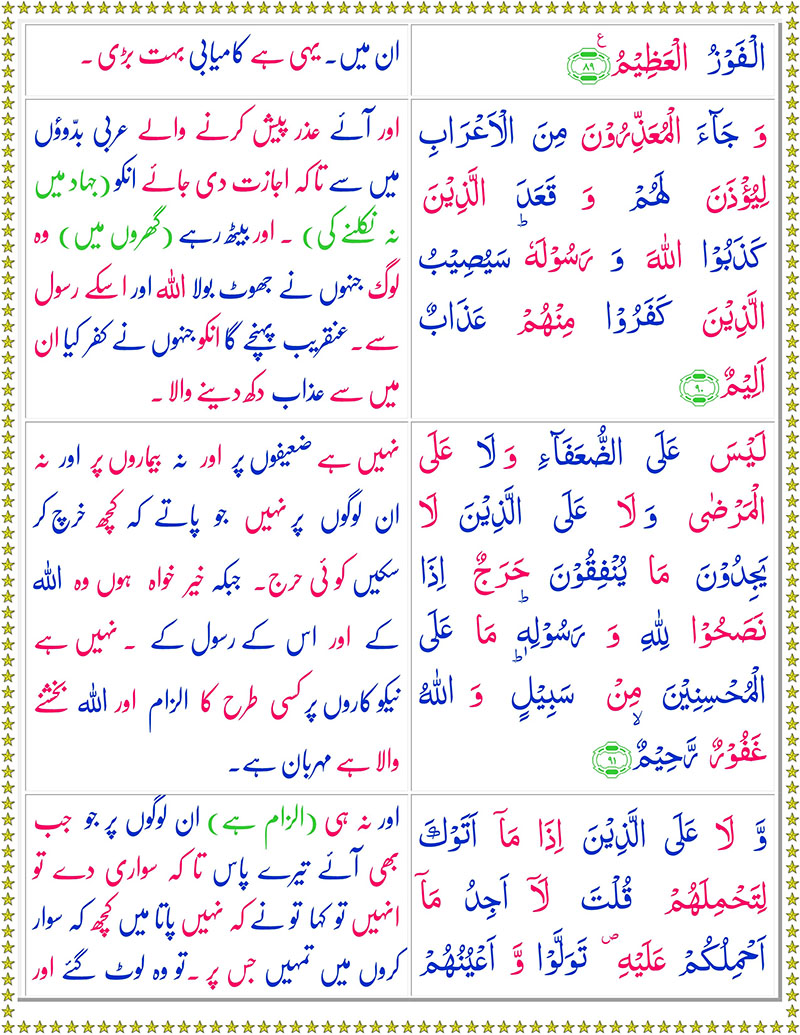 الْفَوْزُ الْعَظِيْمُ ۧ ۸۹
ان میں۔ یہی ہے کامیابی بہت بڑی ۔
وَ جَآءَ الْمُعَذِّرُوْنَ مِنَ الْاَعْرَابِ
لِيُؤْذَنَ لَهُمْ وَ قَعَدَ الَّذِيْنَ
كَذَبُوا اللّٰهَ وَ رَسُوْلَهٗ ؕ سَيُصِيْبُ
الَّذِيْنَ كَفَرُوْا مِنْهُمْ عَذَابٌ
اَلِيْمٌ ۹۰
اور آئے عذر پیش کرنے والے عربی بدّوؤں
میں سے تاکہ اجازت دی جائے انکو (جہاد میں
نہ نکلنے کی) ۔ اور بیٹھ رہے (گھروں میں) وہ
لوگ جنہوں نے جھوٹ بولا اللہ اور اسکے رسول
سے۔ عنقریب پہنچے گا انکو جنہوں نے کفر کیا ان
میں سے عذاب دکھ دینے والا ۔
لَيْسَ عَلَى الضُّعَفَآءِ وَ لَا عَلَى
الْمَرْضٰى وَ لَا عَلَى الَّذِيْنَ لَا
يَجِدُوْنَ مَا يُنْفِقُوْنَ حَرَجٌ اِذَا
نَصَحُوْا لِلّٰهِ وَ رَسُوْلِهٖ ؕ مَا عَلَى
الْمُحْسِنِيْنَ مِنْ سَبِيْلٍ ؕ وَ اللّٰهُ
غَفُوْرٌ رَّحِيْمٌ ۙ ۹۱
نہیں ہے ضعیفوں پر اور نہ بیماروں پر اور نہ
ان لوگوں پر نہیں جو پاتے کہ کچھ خرچ کر
سکیں کوئی حرج۔ جبکہ خیر خواہ ہوں وہ اللہ
کے اور اس کے رسول کے ۔ نہیں ہے
نیکو کاروں پر کسی طرح کا الزام اور اللہ بخشنے
والا ہے مہربان ہے۔
وَّ لَا عَلَى الَّذِيْنَ اِذَا مَاۤ اَتَوْكَ
لِتَحْمِلَهُمْ قُلْتَ لَاۤ اَجِدُ مَاۤ
اَحْمِلُكُمْ عَلَيْهِ ۪ تَوَلَّوْا وَّ اَعْيُنُهُمْ
اور نہ ہی (الزام ہے) ان لوگوں پر جو جب
بھی آئے تیرے پاس تا کہ سواری دے تو
انہیں تو کہا تو نے کہ نہیں پاتا میں کچھ کہ سوار
کروں میں تمہیں جس پر ۔ تو وہ لوٹ گئے اور